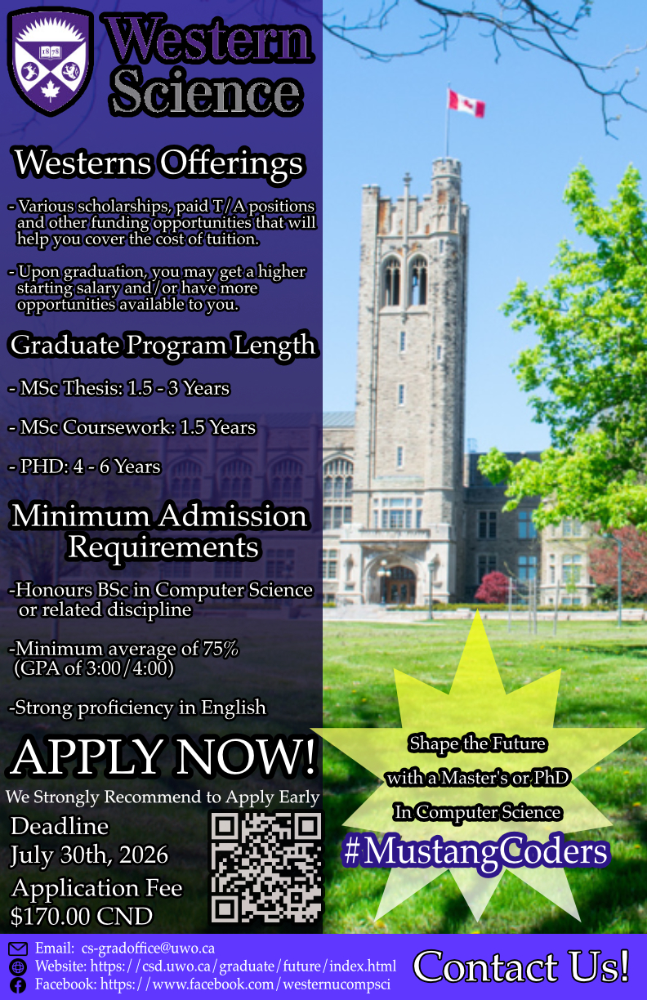 1878
Western
Science
Westerns Offerings
- Various scholarships, paid T/A positions
and other funding opportunities that will
help you cover the cost of tuition.
- Upon graduation, you may get a higher
starting salary and/or have more
opportunities available to you.
Graduate Program Length
- MSc Thesis: 1.5 - 3 Years
- MSc Coursework: 1.5 Years
- PHD: 4 - 6 Years
Minimum Admission
Requirements
-Honours BSc in Computer Science
or related discipline
-Minimum average of 75%
(GPA of 3:00/4:00)
-Strong proficiency in English
APPLY NOW!
We Strongly Recommend to Apply Early
Deadline
July 30th, 2026
Application Fee
$170.00 CND
Shape the Future
with a Master's or PhD
In Computer Science
#MustangCoders
Email: cs-gradoffice@uwo.ca
Website: https://csd.uwo.ca/graduate/future/index.html
Facebook: https://www.facebook.com/westernucompsci
Contact Us!